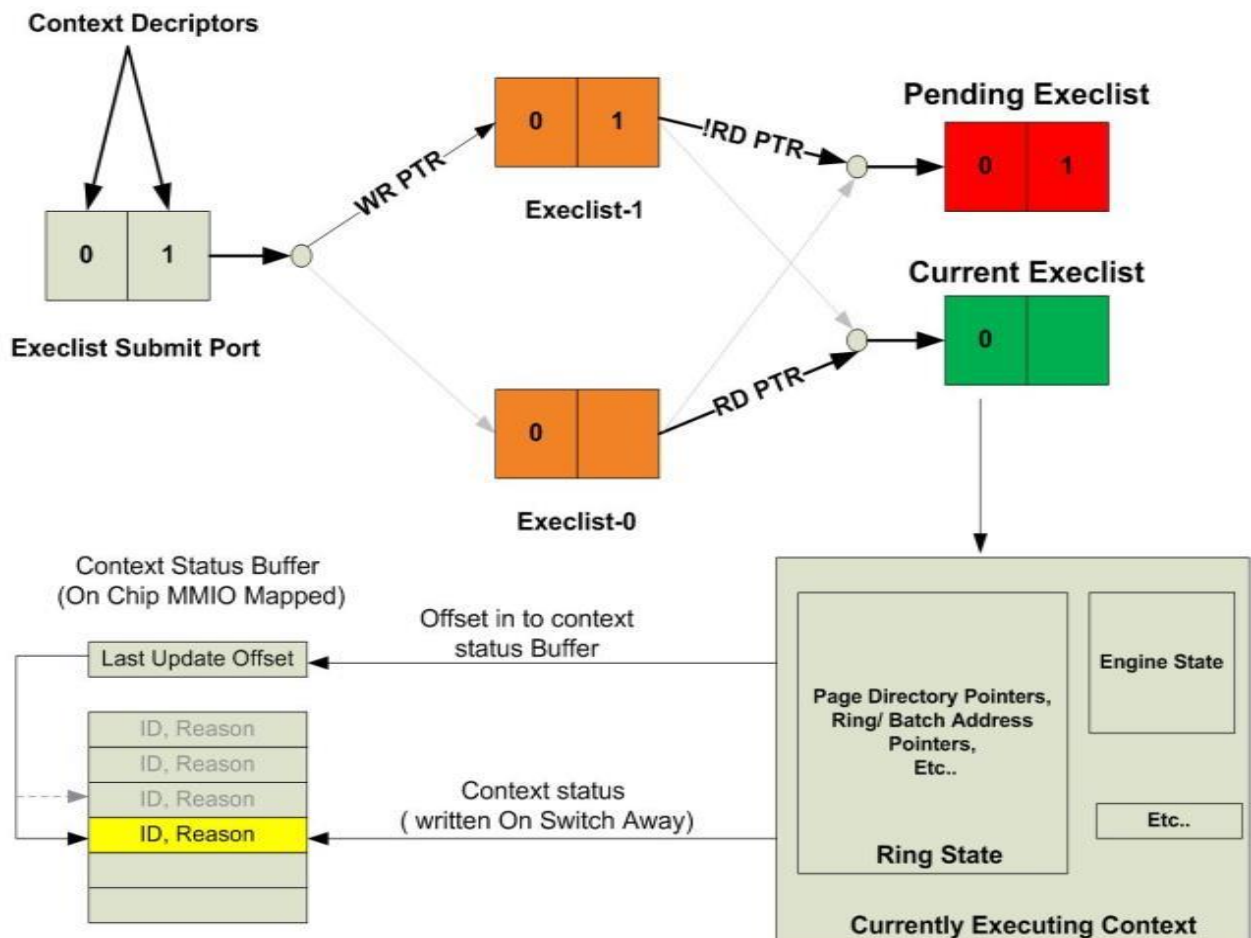 Context Decriptors
0 1
Execlist Submit Port
WR PTR
0 1
Execlist-1
!RD PTR
Pending Execlist
0 1
Current Execlist
0
RD PTR
0
Execlist-0
Context Status Buffer
(On Chip MMIO Mapped)
Last Update Offset
ID, Reason
ID, Reason
ID, Reason
ID, Reason
Offset in to context
status Buffer
Context status
( written On Switch Away)
Page Directory Pointers,
Ring/ Batch Address
Pointers,
Etc..
Ring State
Engine State
Etc..
Currently Executing Context